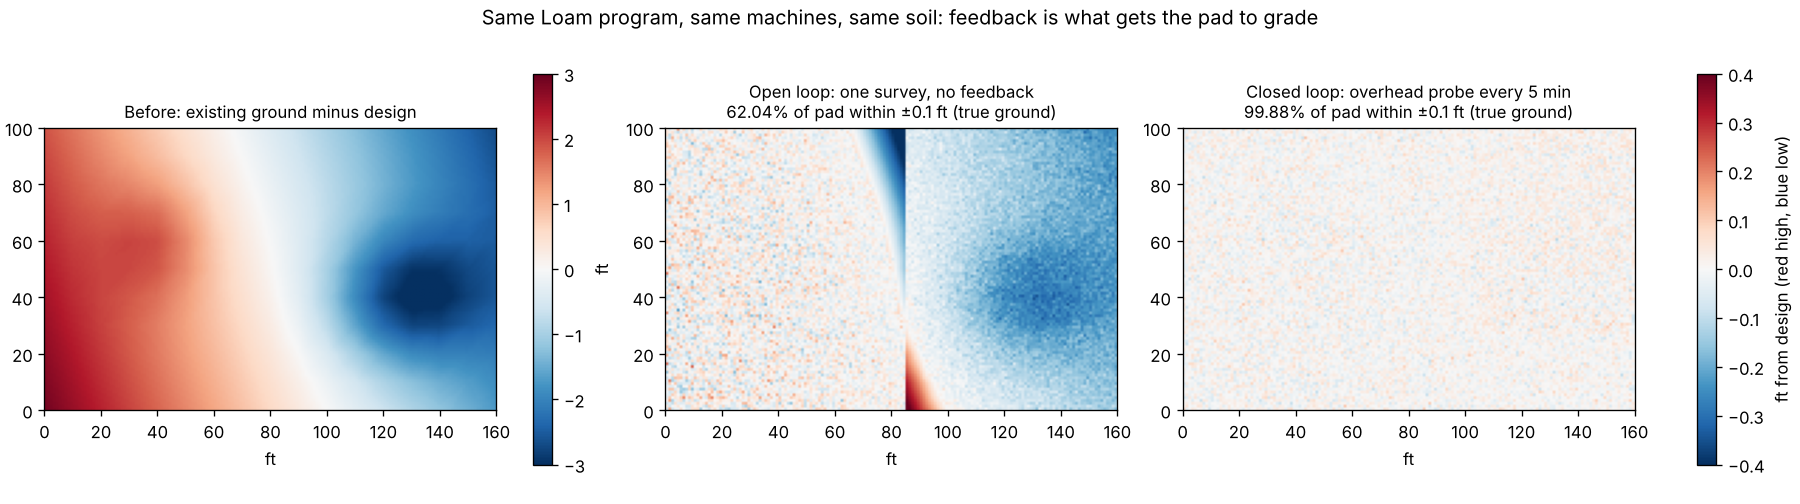 Same Loam program, same machines, same soil: feedback is what gets the pad to grade
Before: existing ground minus design
100
80
60
40
20
0
0 20 40 60 80 100 120 140 160
ft
3
2
1
0
−1
−2
−3
ft
Open loop: one survey, no feedback
62.04% of pad within ±0.1 ft (true ground)
100
80
60
40
20
0
0 20 40 60 80 100 120 140 160
ft
Closed loop: overhead probe every 5 min
99.88% of pad within ±0.1 ft (true ground)
100
80
60
40
20
0
0 20 40 60 80 100 120 140 160
ft
0.4
0.3
0.2
0.1
0.0
−0.1
−0.2
−0.3
−0.4
ft from design (red high, blue low)